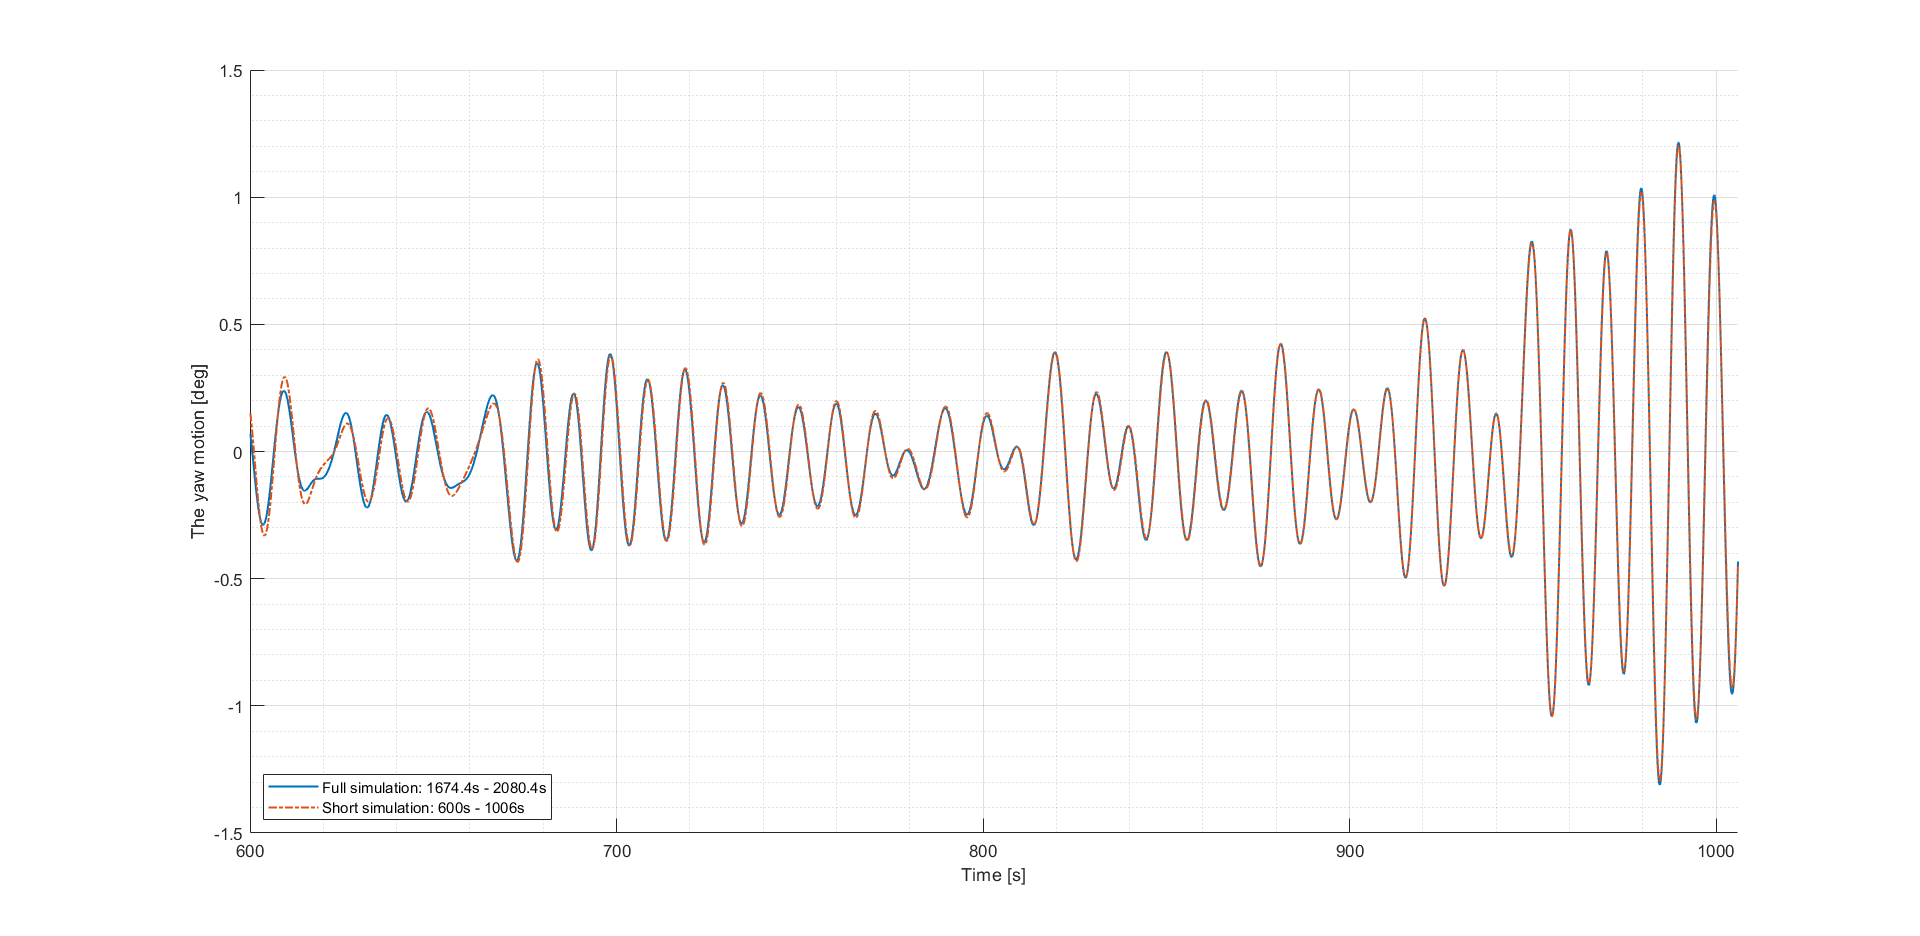 1.5
1
0.5
0
-0.5
-1
-1.5
The yaw motion [deg]
Full simulation: 1674.4s - 2080.4s
Short simulation: 600s - 1006s
600 700 800 900 1000
Time [s]